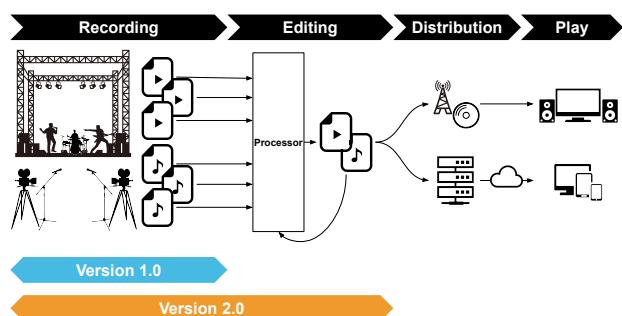 Recording Editing Distribution Play
Processor
Version 1.0
Version 2.0